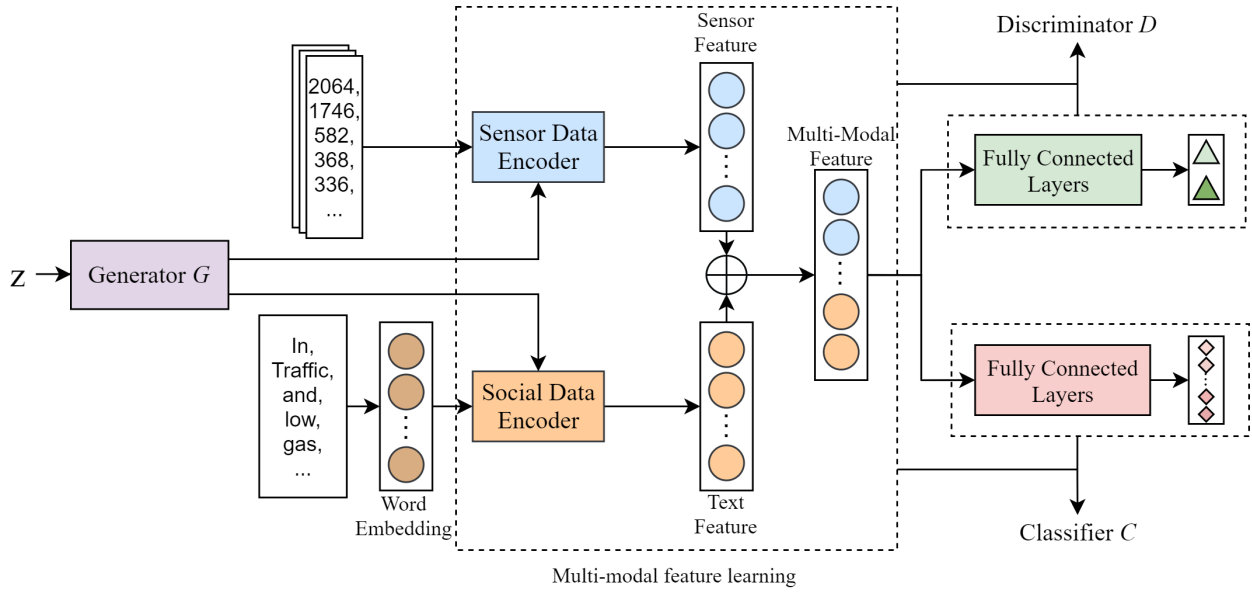 Sensor
Feature
Discriminator D
2064,
1746,
582,
368,
336,
...
Sensor Data
Encoder
Multi-Modal
Feature
Fully Connected
Layers
z
Generator G
In,
Traffic,
and,
low,
gas,
...
Word
Embedding
Social Data
Encoder
Text
Feature
Fully Connected
Layers
Classifier C
Multi-modal feature learning